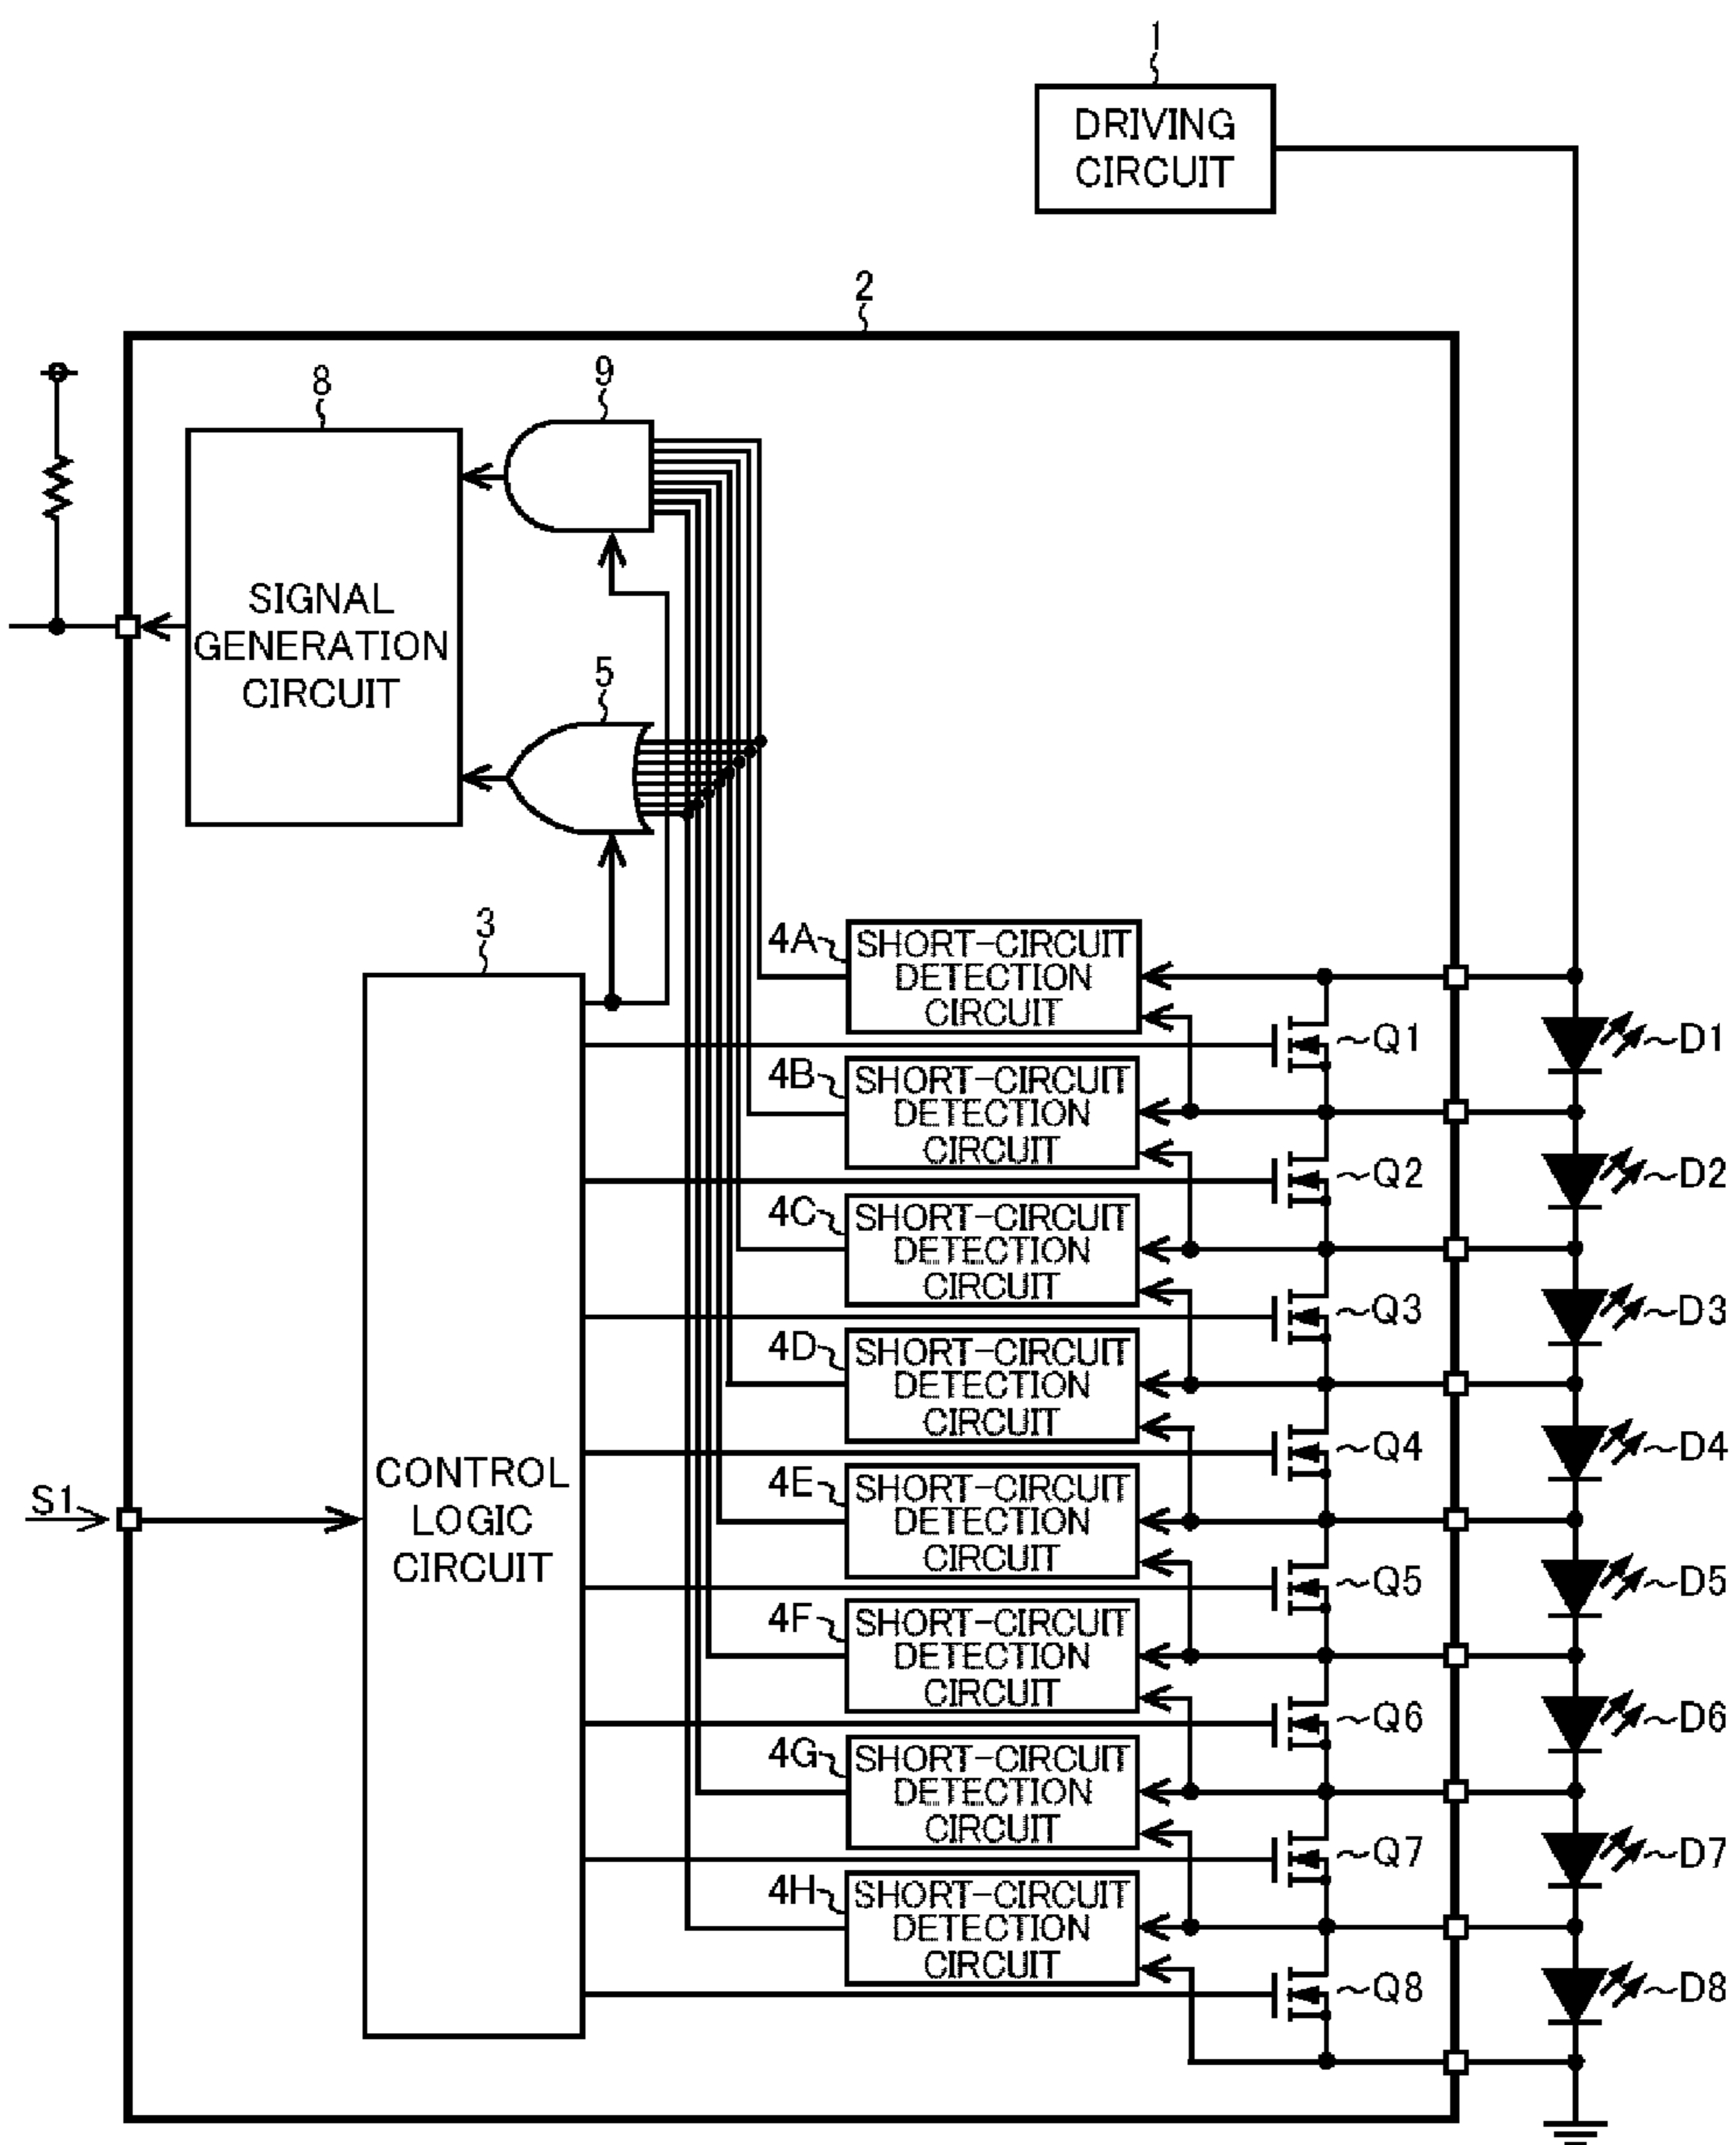 1
DRIVING
CIRCUIT
2
8
9
SIGNAL
GENERATION
CIRCUIT
5
3
4A
SHORT-CIRCUIT
DETECTION
CIRCUIT
Q1
D1
4B
SHORT-CIRCUIT
DETECTION
CIRCUIT
Q2
D2
4C
SHORT-CIRCUIT
DETECTION
CIRCUIT
Q3
D3
4D
SHORT-CIRCUIT
DETECTION
CIRCUIT
Q4
D4
S1
CONTROL
LOGIC
CIRCUIT
4E
SHORT-CIRCUIT
DETECTION
CIRCUIT
Q5
D5
4F
SHORT-CIRCUIT
DETECTION
CIRCUIT
Q6
D6
4G
SHORT-CIRCUIT
DETECTION
CIRCUIT
Q7
D7
4H
SHORT-CIRCUIT
DETECTION
CIRCUIT
Q8
D8